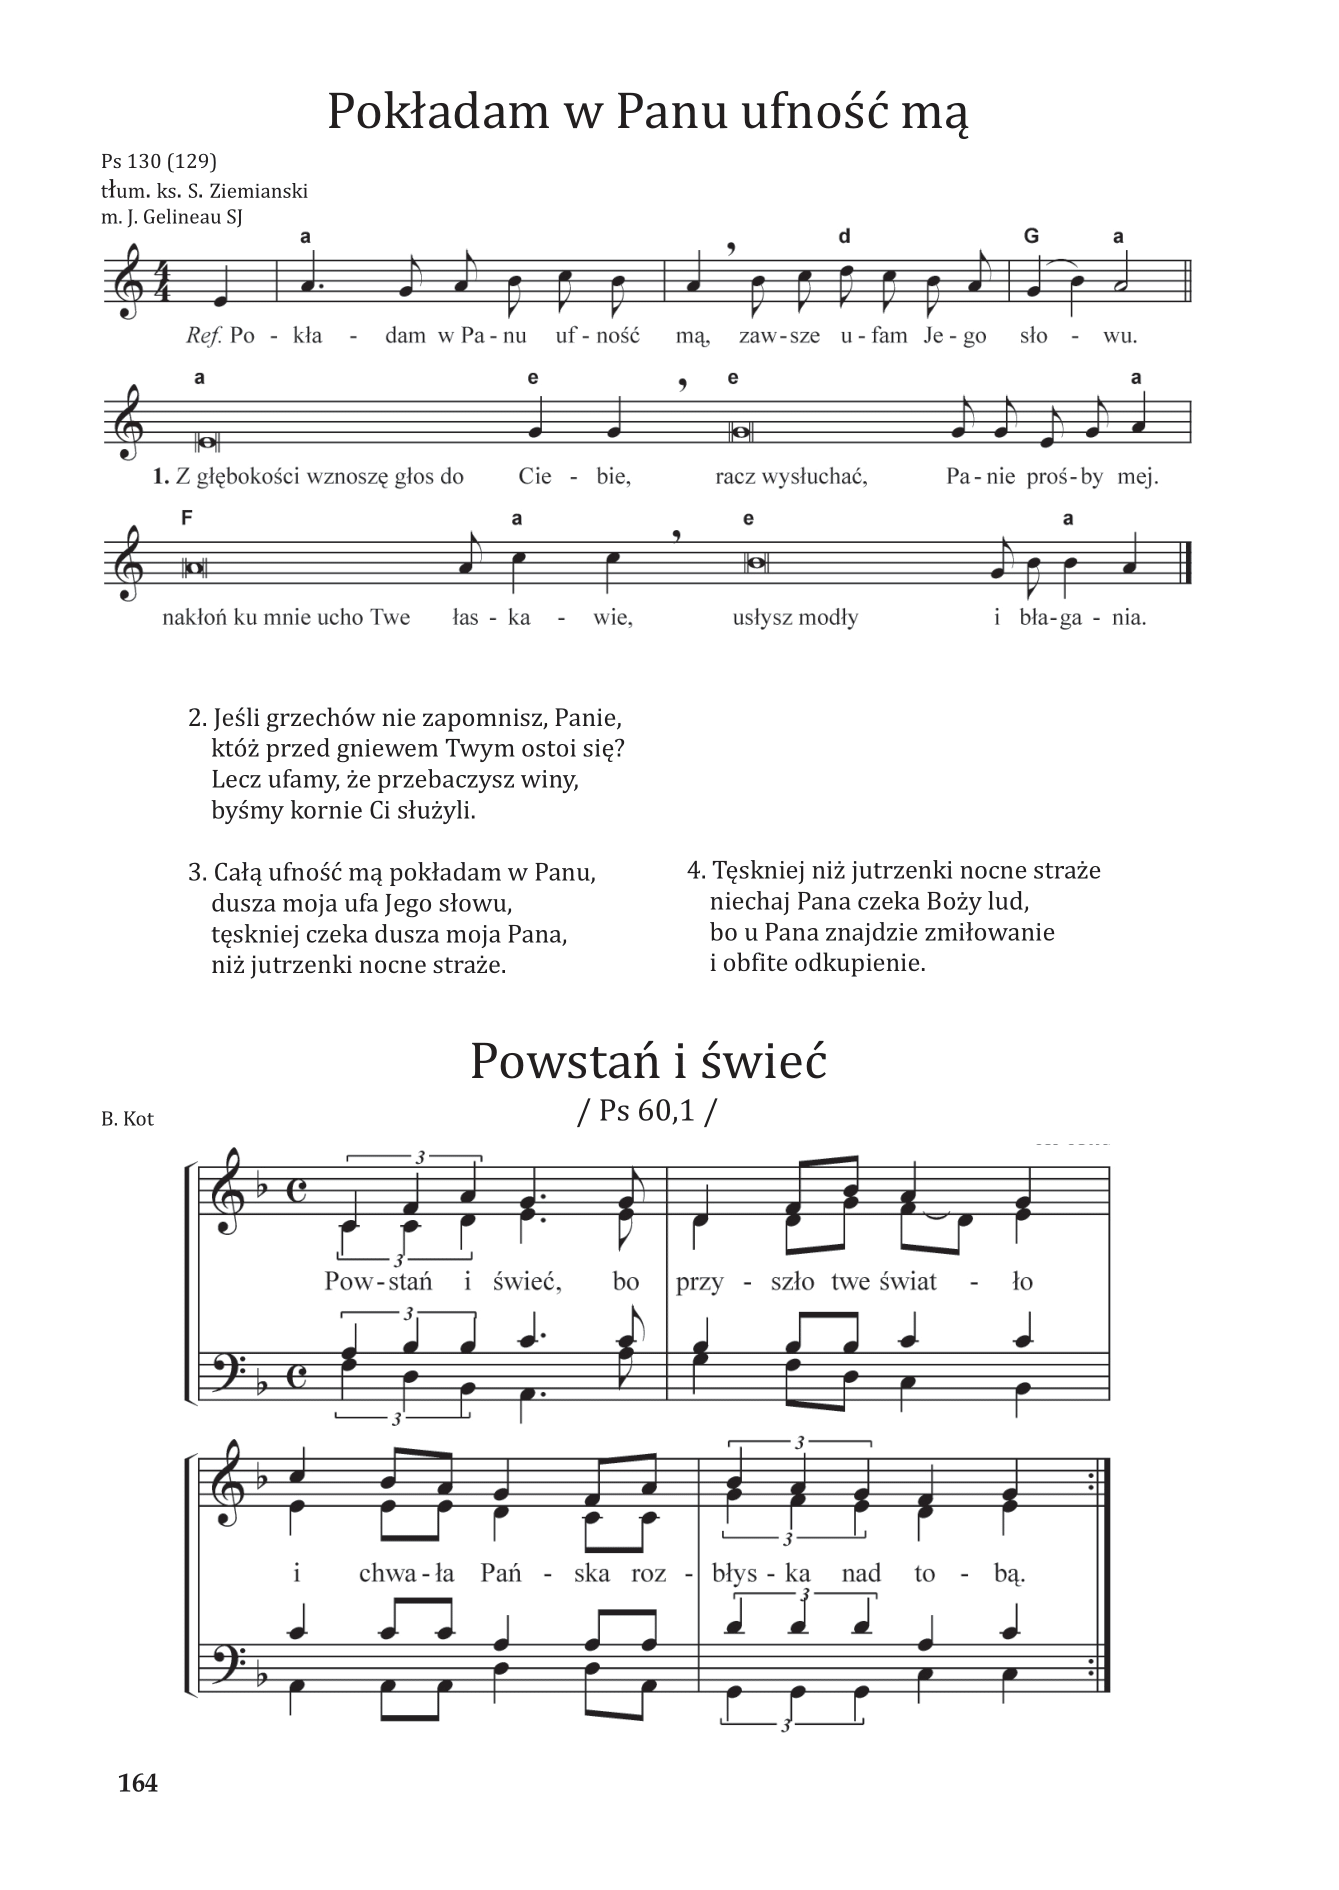 Pokładam w Panu ufność mą
Ps 130 (129)
tłum. ks. S. Ziemianski
m. J. Gelineau SJ
a d G a
Ref. Po - kła - dam w Pa - nu uf - ność mą, zaw - sze u - fam Je - go sło - wu.
a e e a
1. Z głębokości wznoszę głos do Cie - bie, racz wysłuchać, Pa - nie proś - by mej.
F a e a
nakłoń ku mnie ucho Twe łas - ka - wie, usłysz modły i bła - ga - nia.
2. Jeśli grzechów nie zapomnisz, Panie,
któż przed gniewem Twym ostoi się?
Lecz ufamy, że przebaczysz winy,
byśmy kornie Ci służyli.
3. Całą ufność mą pokładam w Panu,
dusza moja ufa Jego słowu,
tęskniej czeka dusza moja Pana,
niż jutrzenki nocne straże.
4. Tęskniej niż jutrzenki nocne straże
niechaj Pana czeka Boży lud,
bo u Pana znajdzie zmiłowanie
i obfite odkupienie.
Powstań i świeć
/ Ps 60,1 /
B. Kot
3
3
Pow - stań i świeć, bo przy - szło twe świat - ło
3
3
3
3
i chwa - ła Pań - ska roz - błys - ka nad to - bą.
3
3
164